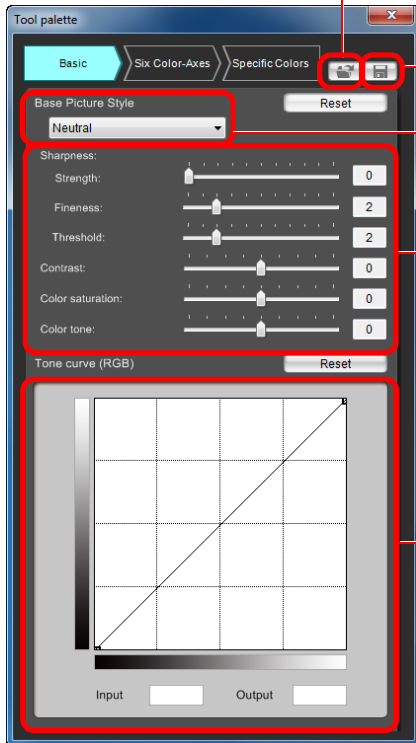 Tool palette
Basic Six Color-Axes Specific Colors
Base Picture Style Reset
Neutral
Sharpness:
Strength: 0
Fineness: 2
Threshold: 2
Contrast: 0
Color saturation: 0
Color tone: 0
Tone curve (RGB) Reset
Input Output